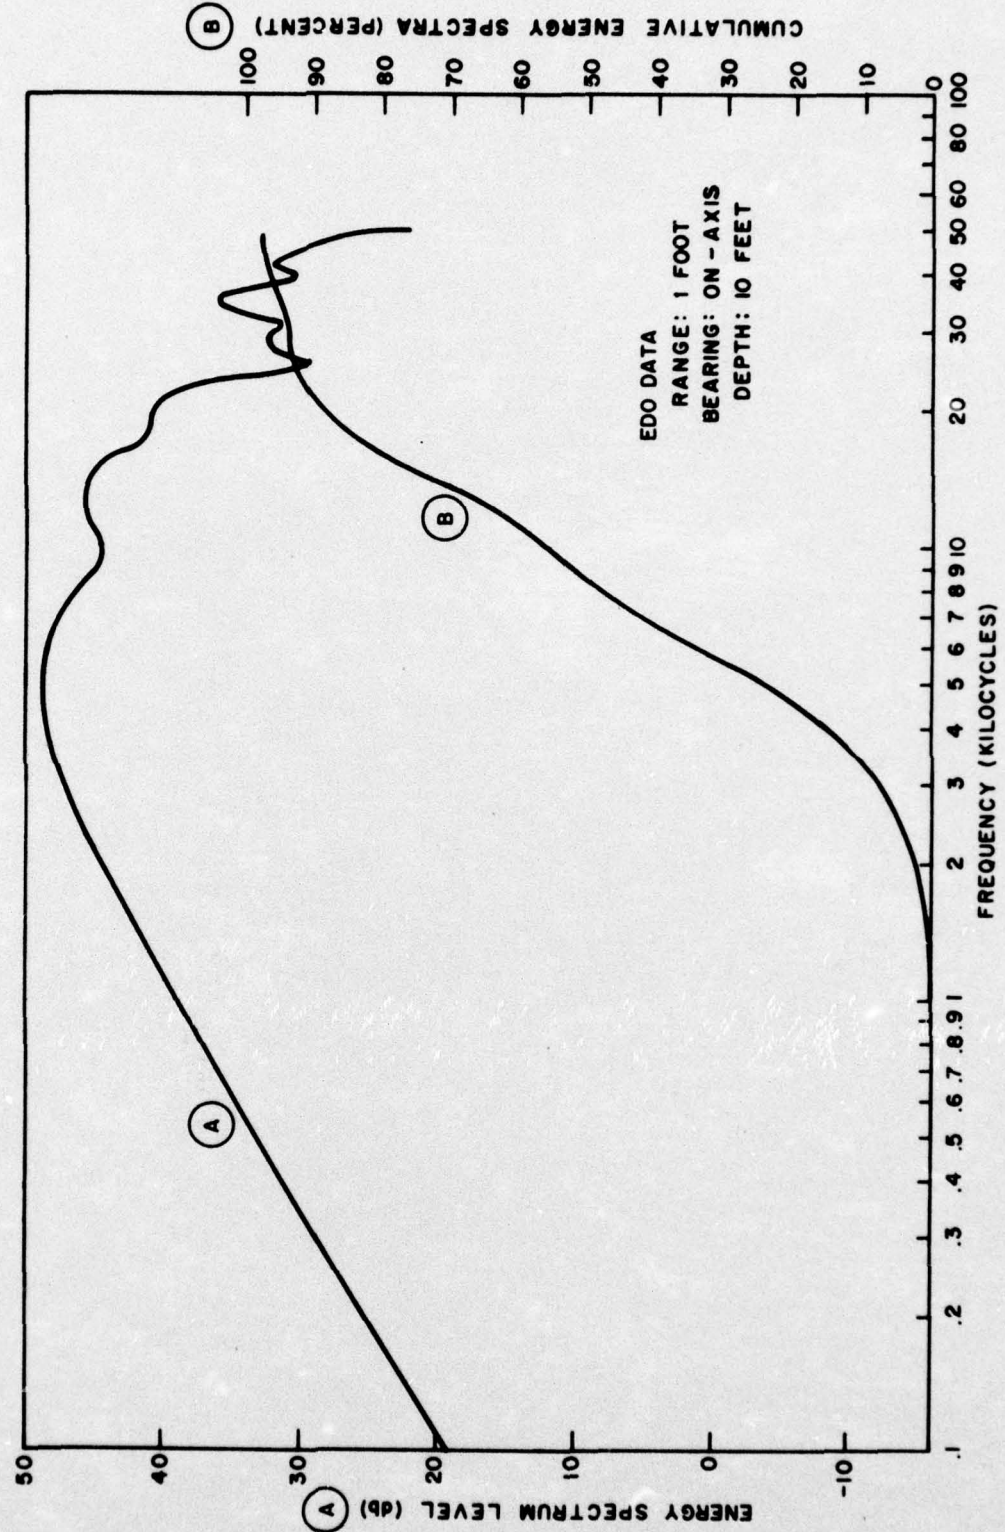 (A) ENERGY SPECTRUM LEVEL (db)
50
40
30
20
10
0
-10
A
B
EDO DATA
RANGE: 1 FOOT
BEARING: ON-AXIS
DEPTH: 10 FEET
.1 .2 .3 .4 .5 .6 .7 .8 .9 1 2 3 4 5 6 7 8 9 10 20 30 40 50 60 80 100
FREQUENCY (KILOCYCLES)
100
90
80
70
60
50
40
30
20
10
0
(B) CUMULATIVE ENERGY SPECTRA (PERCENT)